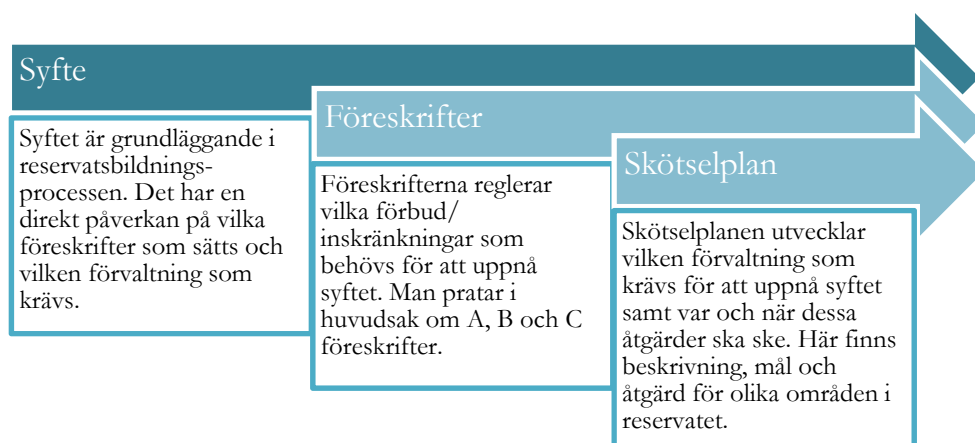 Syfte
Syftet är grundläggande i
reservatsbildnings-
processen. Det har en
direkt påverkan på vilka
föreskrifter som sätts och
vilken förvaltning som
krävs.
Föreskrifter
Föreskrifterna reglerar
vilka förbud/
inskränkningar som
behövs för att uppnå
syftet. Man pratar i
huvudsak om A, B och C
föreskrifter.
Skötselplan
Skötselplanen utvecklar
vilken förvaltning som
krävs för att uppnå syftet
samt var och när dessa
åtgärder ska ske. Här finns
beskrivning, mål och
åtgärd för olika områden i
reservatet.